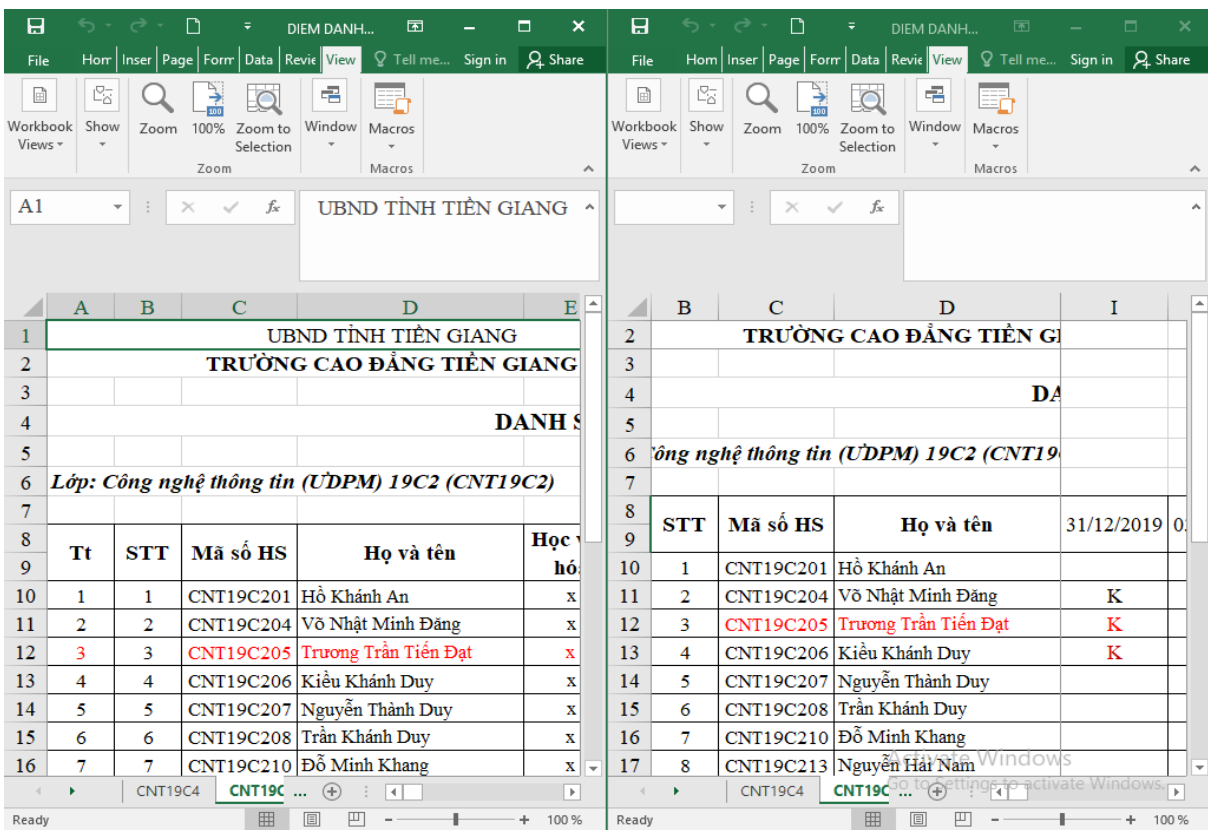 DIEM DANH...
File Horr Inser Page Forr Data Revie View Tell me... Sign in Share
Workbook Views Show Zoom 100% Zoom to Selection Window Macros
Zoom Macros
A1 fx UBND TỈNH TIỀN GIANG
A B C D E
1 UBND TỈNH TIỀN GIANG
2 TRƯỜNG CAO ĐẲNG TIỀN GIANG
3
4 DANH S
5
6 Lớp: Công nghệ thông tin (ƯDPM) 19C2 (CNT19C2)
7
8 Tt STT Mã số HS Họ và tên Học v
9 hó
10 1 1 CNT19C201 Hồ Khánh An x
11 2 2 CNT19C204 Võ Nhật Minh Đăng x
12 3 3 CNT19C205 Trương Trần Tiến Đạt x
13 4 4 CNT19C206 Kiều Khánh Duy x
14 5 5 CNT19C207 Nguyễn Thành Duy x
15 6 6 CNT19C208 Trần Khánh Duy x
16 7 7 CNT19C210 Đỗ Minh Khang x
CNT19C4 CNT19C ...
Ready 100 %
DIEM DANH...
File Hom Inser Page Forr Data Revie View Tell me... Sign in Share
Workbook Views Show Zoom 100% Zoom to Selection Window Macros
Zoom Macros
fx
B C D I
2 TRƯỜNG CAO ĐẲNG TIỀN GI
3
4 DA
5
6 ông nghệ thông tin (ƯDPM) 19C2 (CNT19
7
8 STT Mã số HS Họ và tên 31/12/2019 0
9
10 1 CNT19C201 Hồ Khánh An
11 2 CNT19C204 Võ Nhật Minh Đăng K
12 3 CNT19C205 Trương Trần Tiến Đạt K
13 4 CNT19C206 Kiều Khánh Duy K
14 5 CNT19C207 Nguyễn Thành Duy
15 6 CNT19C208 Trần Khánh Duy
16 7 CNT19C210 Đỗ Minh Khang
17 8 CNT19C213 Nguyễn Hải Nam
Activate Windows
Go to Settings to activate Windows.
CNT19C4 CNT19C ...
Ready 100 %